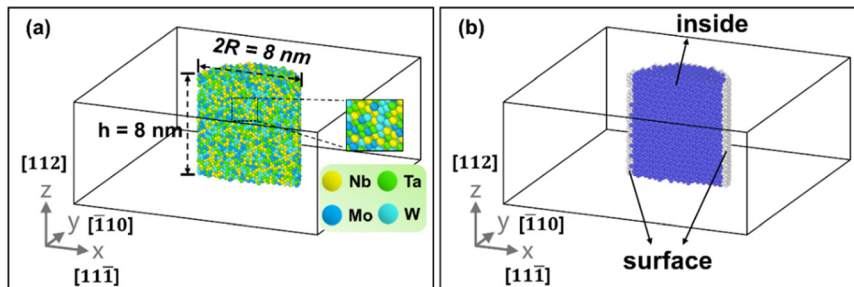 (a)
2R = 8 nm
h = 8 nm
[112]
z
y
[1̅10]
x
[111̅]
Nb
Ta
Mo
W
(b)
inside
[112]
z
y
[1̅10]
x
[111̅]
surface